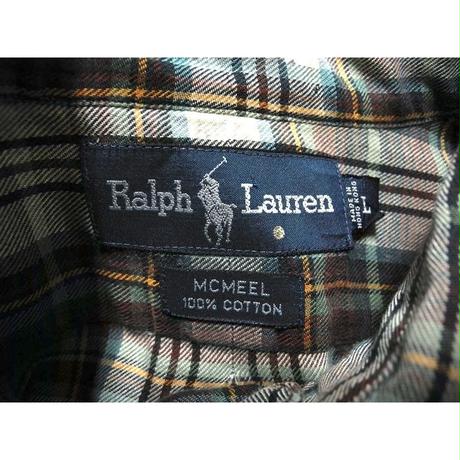 Ralph Lauren
MADE IN
HONG KONG
L
MCMEEL
100% COTTON